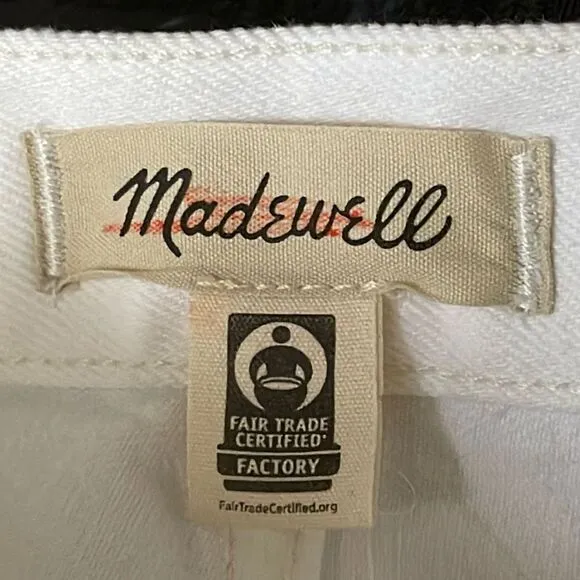 Madewell
FAIR TRADE
CERTIFIED
FACTORY
FairTradeCertified.org